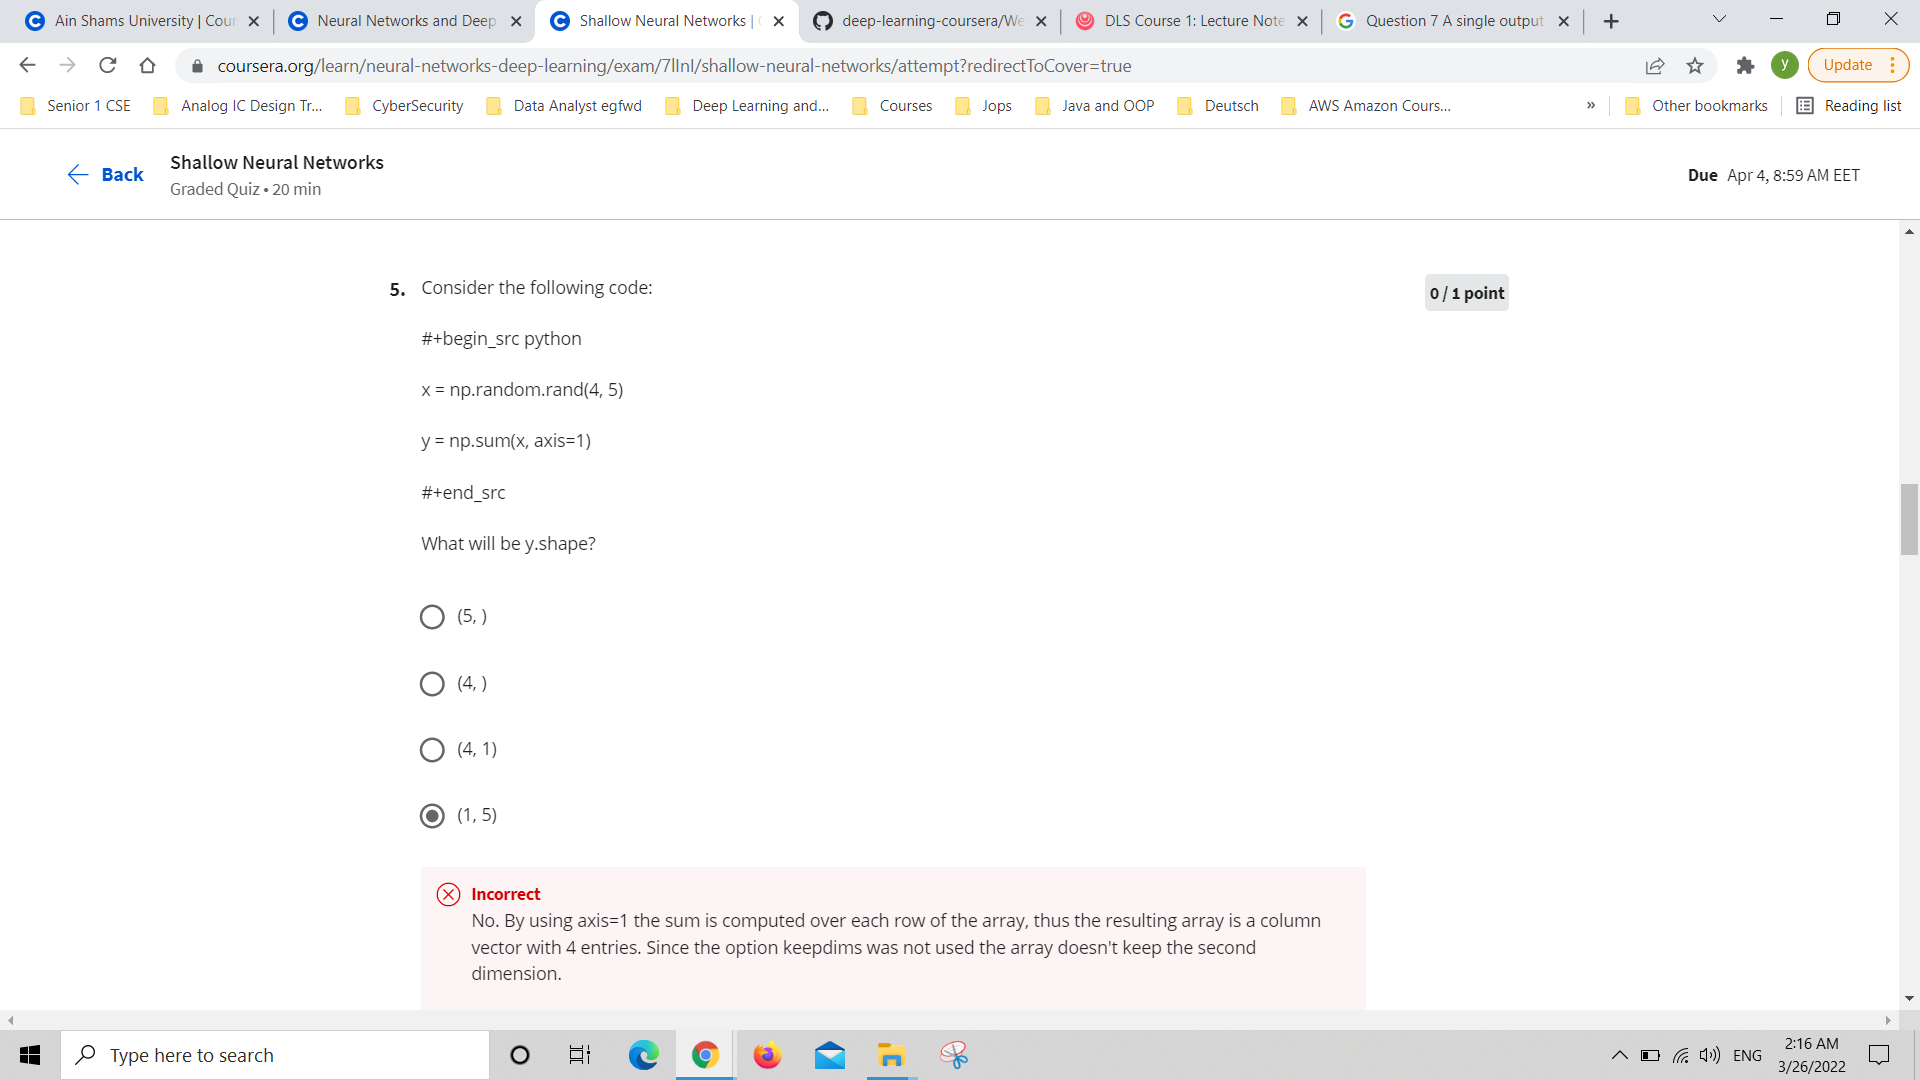 Ain Shams University | Cour
Neural Networks and Deep
Shallow Neural Networks |
deep-learning-coursera/We
DLS Course 1: Lecture Note
Question 7 A single output
coursera.org/learn/neural-networks-deep-learning/exam/7lInI/shallow-neural-networks/attempt?redirectToCover=true
y
Update
Senior 1 CSE
Analog IC Design Tr...
CyberSecurity
Data Analyst egfwd
Deep Learning and...
Courses
Jops
Java and OOP
Deutsch
AWS Amazon Cours...
»
Other bookmarks
Reading list
Back
Shallow Neural Networks
Graded Quiz • 20 min
Due Apr 4, 8:59 AM EET
5. Consider the following code:
0 / 1 point
#+begin_src python
x = np.random.rand(4, 5)
y = np.sum(x, axis=1)
#+end_src
What will be y.shape?
(5, )
(4, )
(4, 1)
(1, 5)
Incorrect
No. By using axis=1 the sum is computed over each row of the array, thus the resulting array is a column
vector with 4 entries. Since the option keepdims was not used the array doesn't keep the second
dimension.
Type here to search
ENG
2:16 AM
3/26/2022